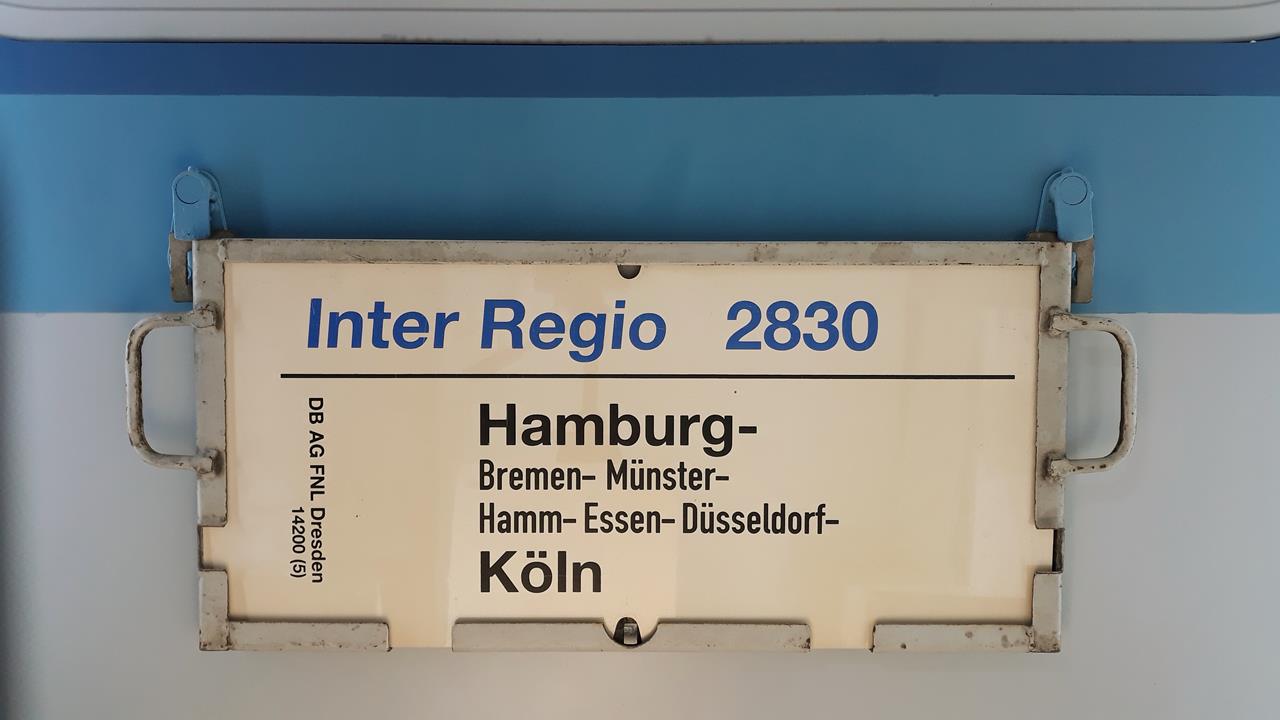 Inter Regio 2830
Hamburg-
Bremen- Münster-
Hamm- Essen- Düsseldorf-
Köln
DB AG FNL Dresden
14200 (5)